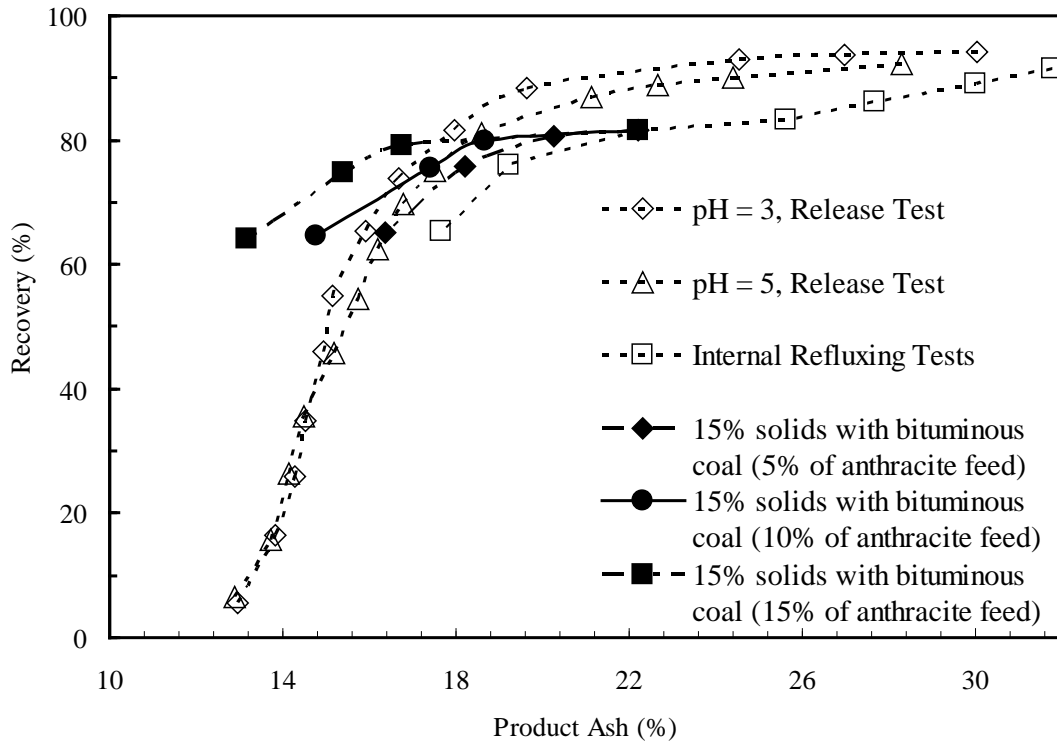 100
80
60
40
20
0
Recovery (%)
10
14
18
22
26
30
Product Ash (%)
pH = 3, Release Test
pH = 5, Release Test
Internal Refluxing Tests
15% solids with bituminous
coal (5% of anthracite feed)
15% solids with bituminous
coal (10% of anthracite feed)
15% solids with bituminous
coal (15% of anthracite feed)